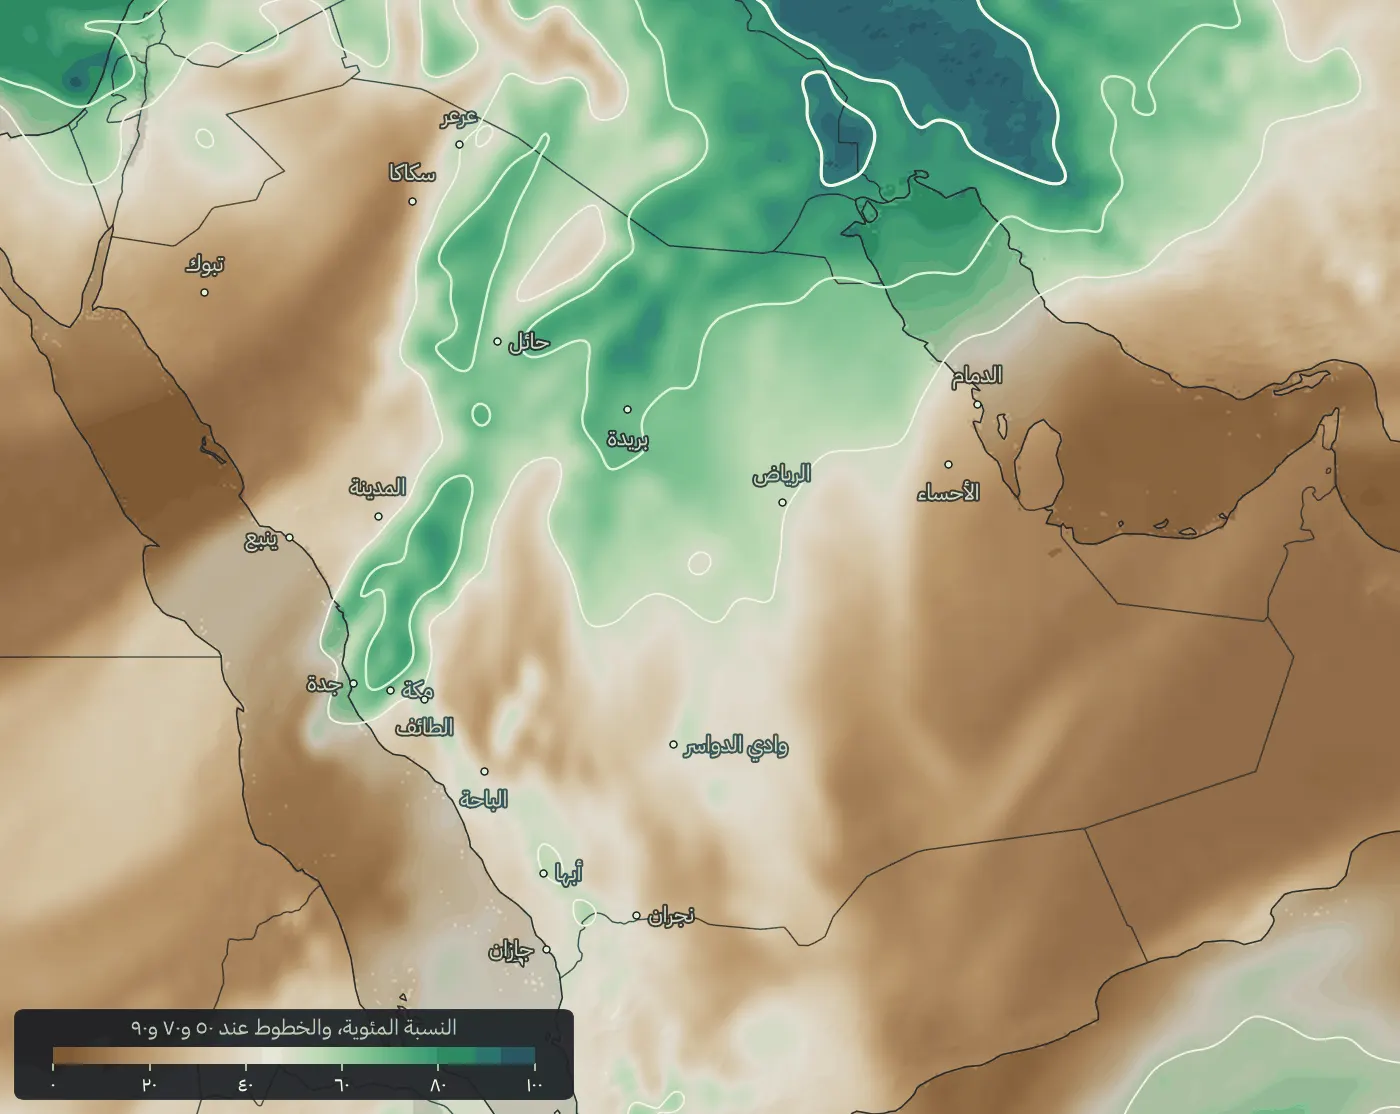 عرعر
سكاكا
تبوك
حائل
الدمام
بريدة
الرياض
الأحساء
المدينة
ينبع
جدة
مكة
الطائف
وادي الدواسر
الباحة
أبها
نجران
جازان
النسبة المئوية، والخطوط عند ٥٠ و٧٠ و٩٠
٠ ٢٠ ٤٠ ٦٠ ٨٠ ١٠٠